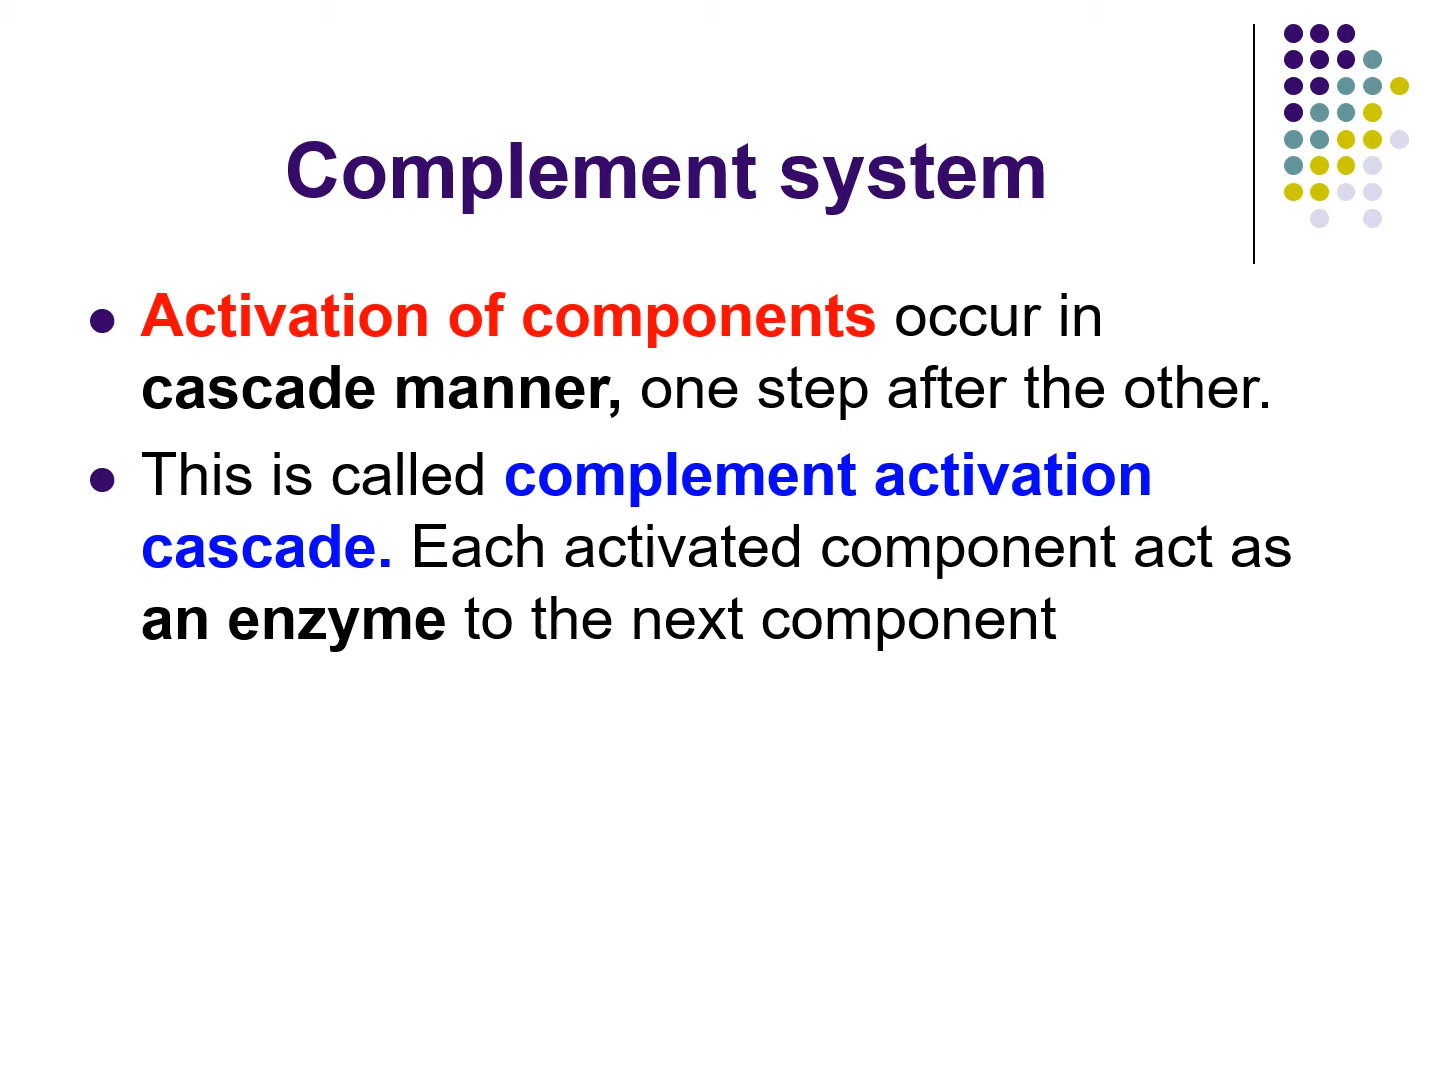 Complement system
Activation of components occur in
cascade manner, one step after the other.
This is called complement activation
cascade. Each activated component act as
an enzyme to the next component